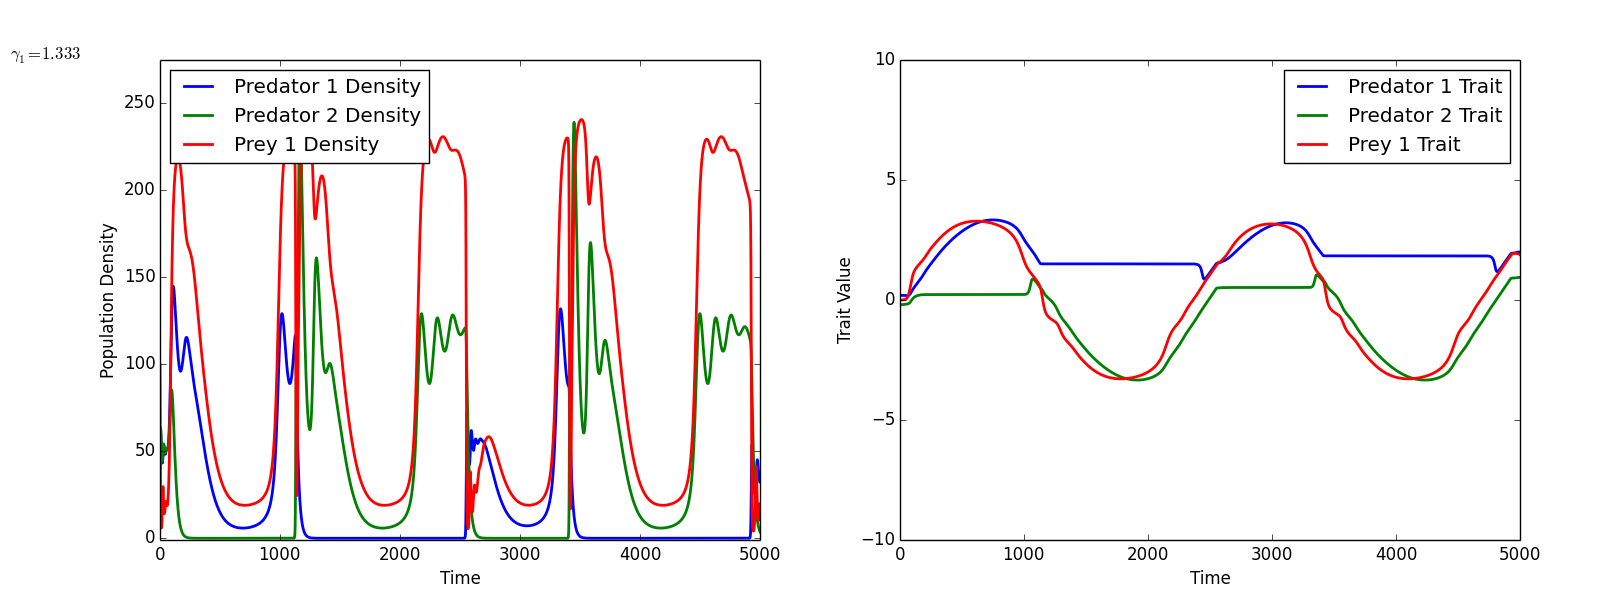 γ₁=1.333
Predator 1 Density
Predator 2 Density
Prey 1 Density
Population Density
250
200
150
100
50
0
0 1000 2000 3000 4000 5000
Time
Predator 1 Trait
Predator 2 Trait
Prey 1 Trait
Trait Value
10
5
0
−5
−10
0 1000 2000 3000 4000 5000
Time